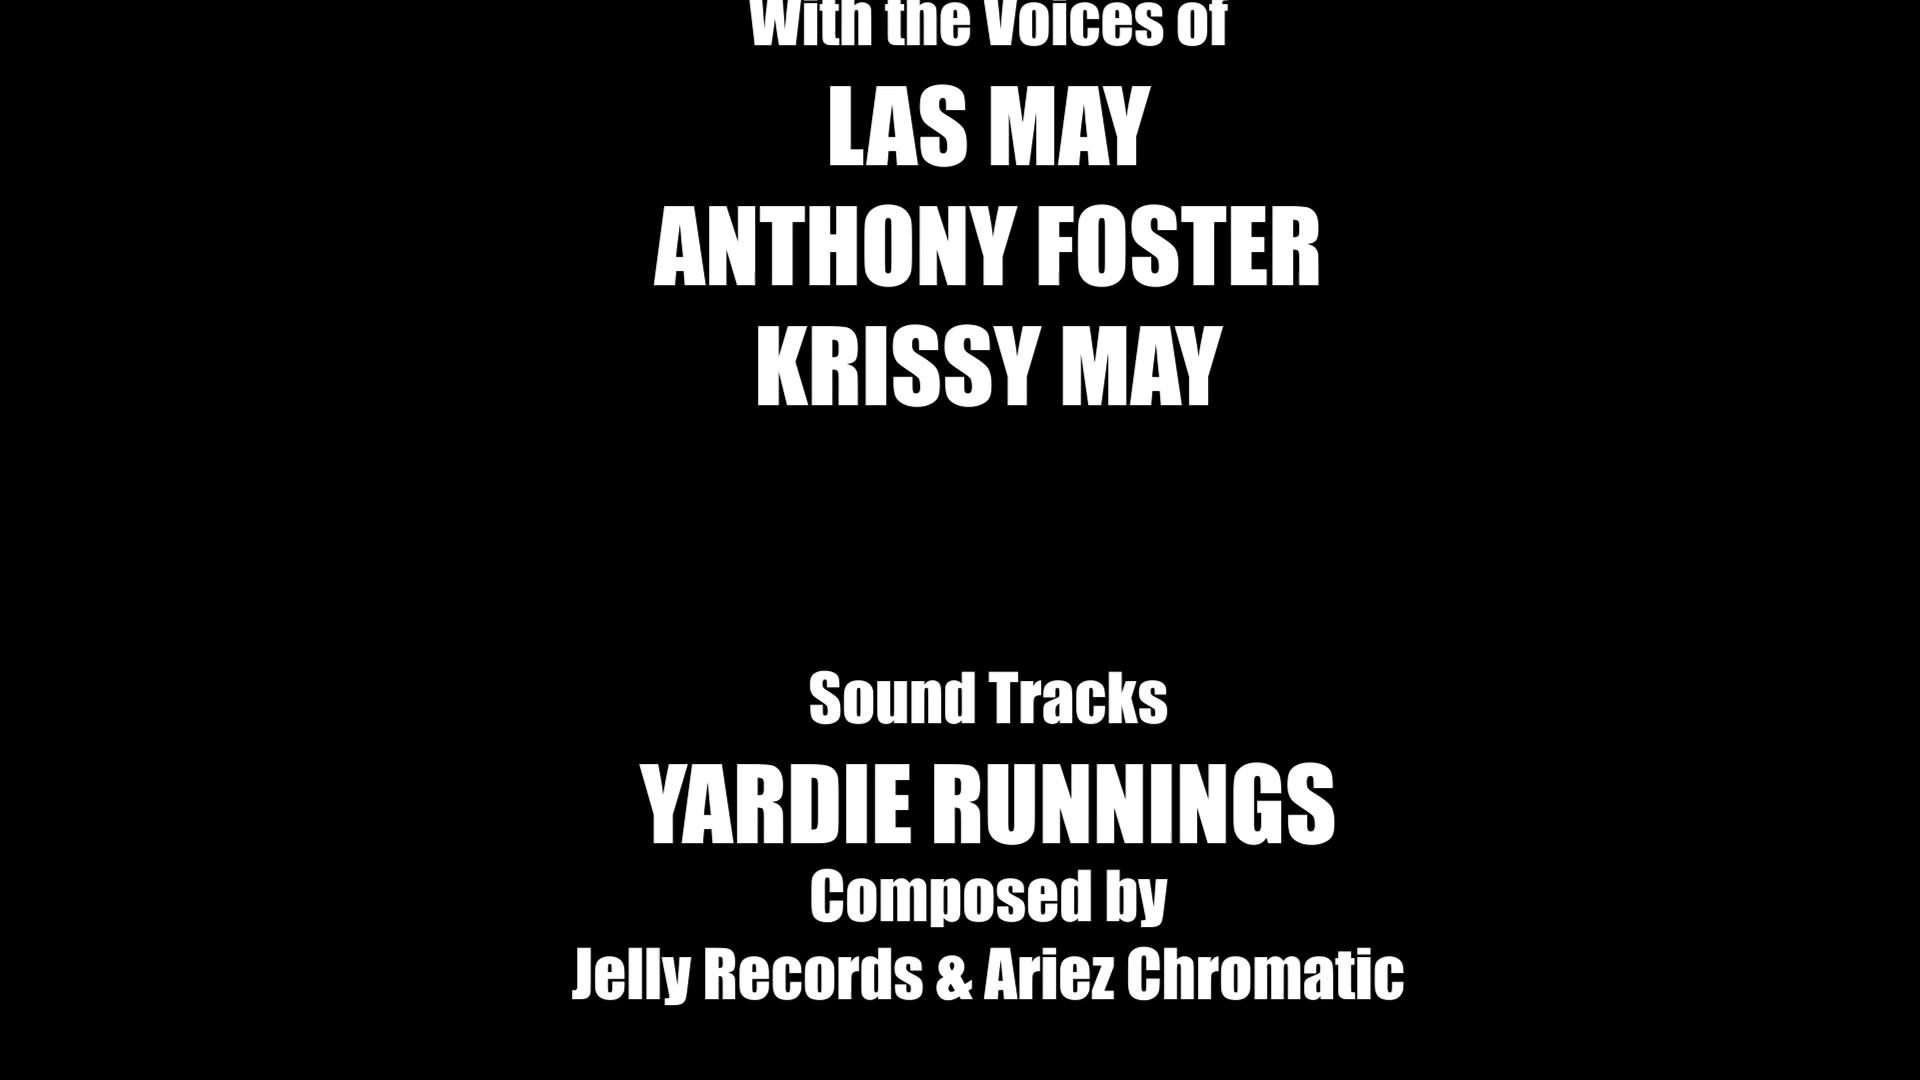 With the Voices of
LAS MAY
ANTHONY FOSTER
KRISSY MAY
Sound Tracks
YARDIE RUNNINGS
Composed by
Jelly Records & Ariez Chromatic